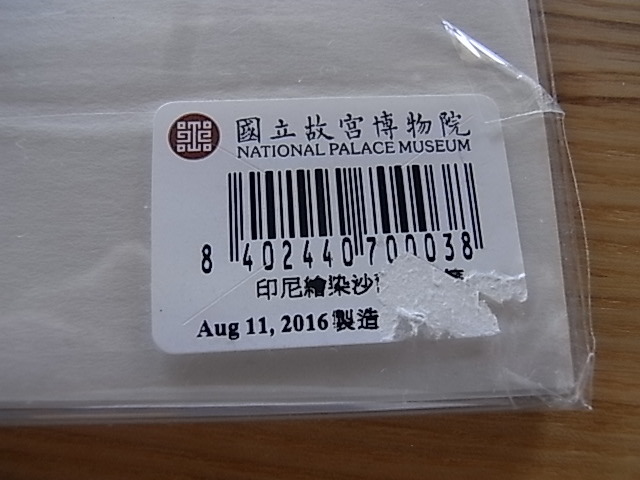 國立故宮博物院
NATIONAL PALACE MUSEUM
8 402440 700038
印尼繪染沙
Aug 11, 2016 製造